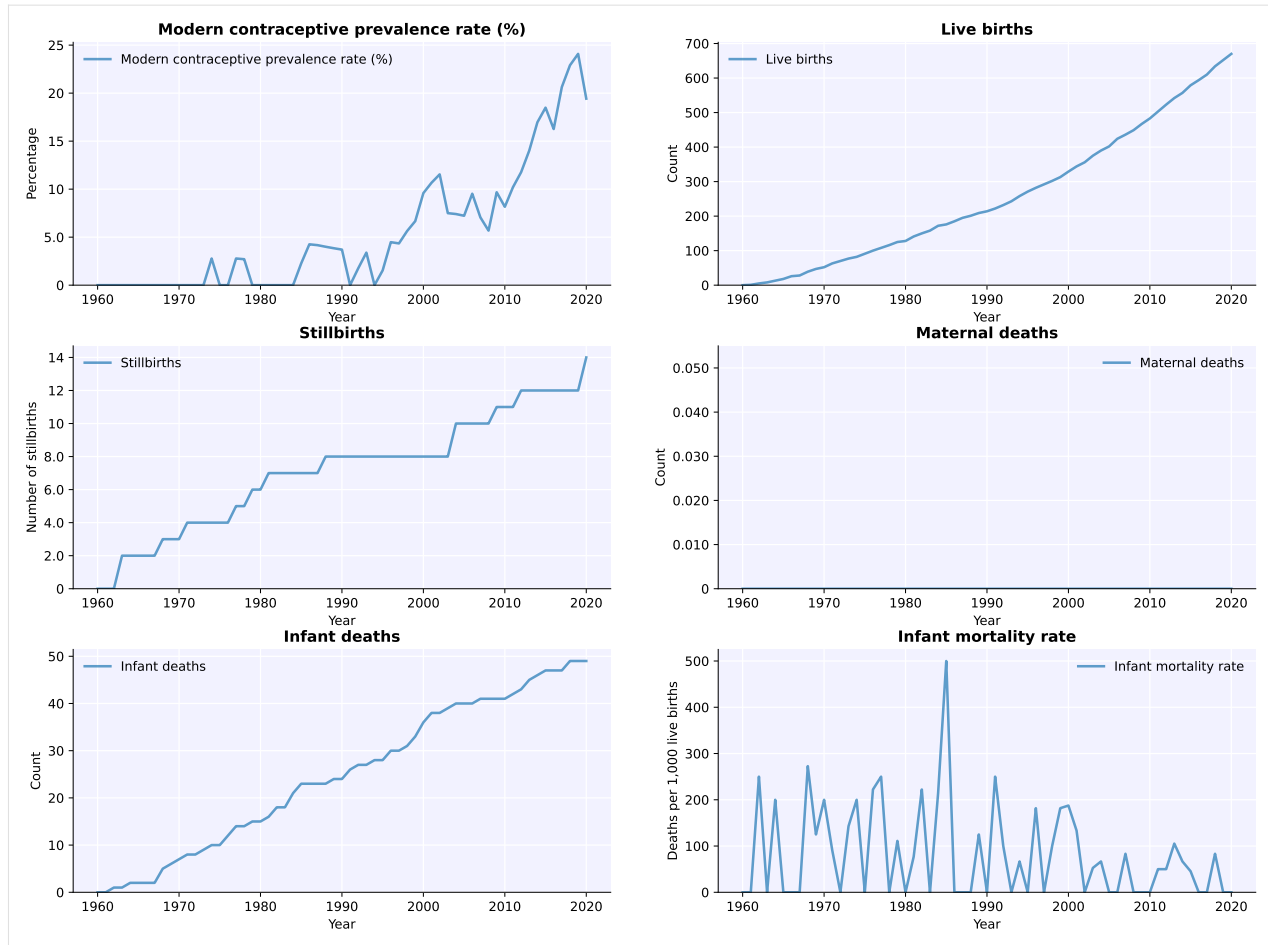 Modern contraceptive prevalence rate (%)
Modern contraceptive prevalence rate (%)
Percentage
25
20
15
10
5.0
0
1960 1970 1980 1990 2000 2010 2020
Year
Live births
Live births
Count
700
600
500
400
300
200
100
0
1960 1970 1980 1990 2000 2010 2020
Year
Stillbirths
Stillbirths
Number of stillbirths
14
12
10
8.0
6.0
4.0
2.0
0
1960 1970 1980 1990 2000 2010 2020
Year
Maternal deaths
Maternal deaths
Count
0.050
0.040
0.030
0.020
0.010
0
1960 1970 1980 1990 2000 2010 2020
Year
Infant deaths
Infant deaths
Count
50
40
30
20
10
0
1960 1970 1980 1990 2000 2010 2020
Year
Infant mortality rate
Infant mortality rate
Deaths per 1,000 live births
500
400
300
200
100
0
1960 1970 1980 1990 2000 2010 2020
Year